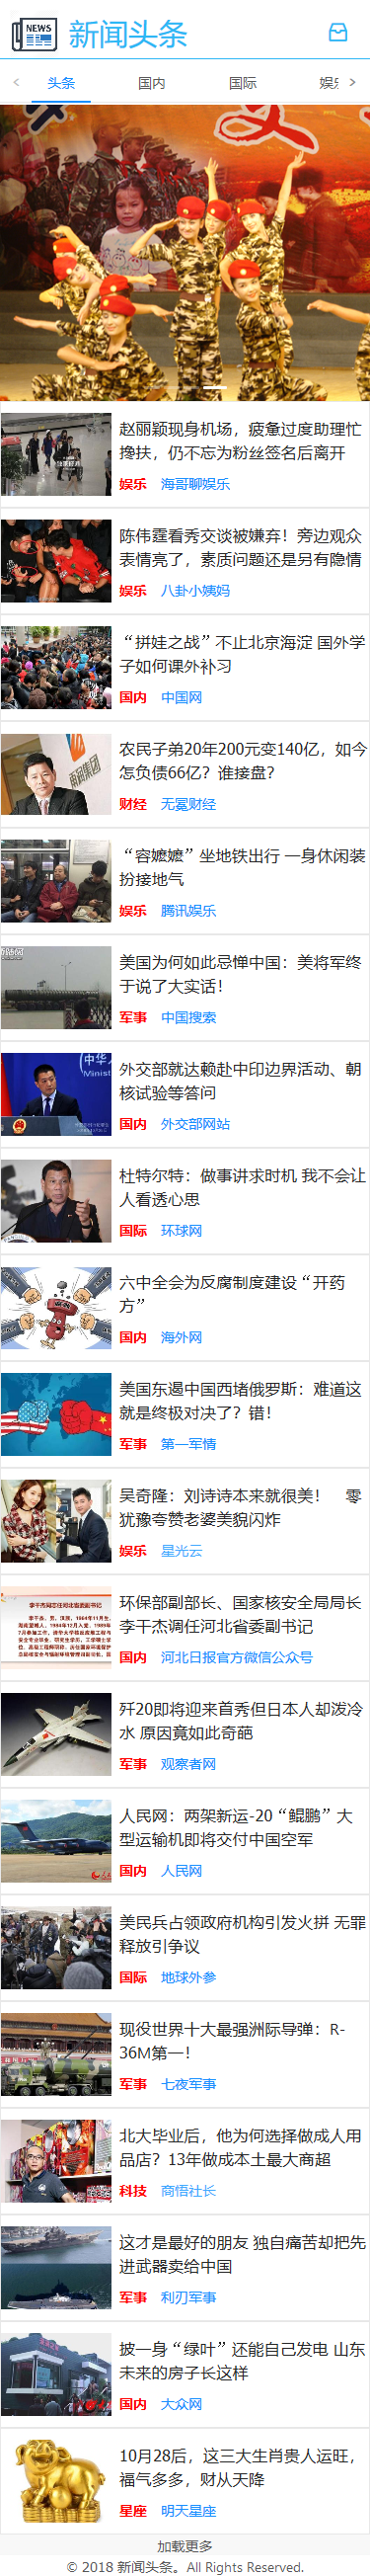 NEWS 新闻头条
< 头条 国内 国际 >
赵丽颖现身机场，疲惫过度助理忙
搀扶，仍不忘为粉丝签名后离开
娱乐 海哥聊娱乐
陈伟霆看秀交谈被嫌弃！旁边观众
表情亮了，素质问题还是另有隐情
娱乐 八卦小姨妈
“拼娃之战”不止北京海淀 国外学
子如何课外补习
国内 中国网
农民子弟20年200元变140亿，如今
怎负债66亿？谁接盘？
财经 无冕财经
“容嬷嬷”坐地铁出行 一身休闲装
扮接地气
娱乐 腾讯娱乐
美国为何如此忌惮中国：美将军终
于说了大实话！
军事 中国搜索
外交部就达赖赴中印边界活动、朝
核试验等答问
国内 外交部网站
杜特尔特：做事讲求时机 我不会让
人看透心思
国际 环球网
六中全会为反腐制度建设“开药
方”
国内 海外网
美国东遏中国西堵俄罗斯：难道这
就是终极对决了？错！
军事 第一军情
吴奇隆：刘诗诗本来就很美！ 零
犹豫夸赞老婆美貌闪炸
娱乐 星光云
李干杰同志任河北省委副书记
环保部副部长、国家核安全局局长
李干杰调任河北省委副书记
国内 河北日报官方微信公众号
歼20即将迎来首秀但日本人却泼冷
水 原因竟如此奇葩
军事 观察者网
人民网：两架新运-20“鲲鹏”大
型运输机即将交付中国空军
国内 人民网
美民兵占领政府机构引发火拼 无罪
释放引争议
国际 地球外参
现役世界十大最强洲际导弹：R-
36M第一！
军事 七夜军事
北大毕业后，他为何选择做成人用
品店？13年做成本土最大商超
科技 商悟社长
这才是最好的朋友 独自痛苦却把先
进武器卖给中国
军事 利刃军事
披一身“绿叶”还能自己发电 山东
未来的房子长这样
国内 大众网
10月28后，这三大生肖贵人运旺，
福气多多，财从天降
星座 明天星座
加载更多
© 2018 新闻头条。All Rights Reserved.